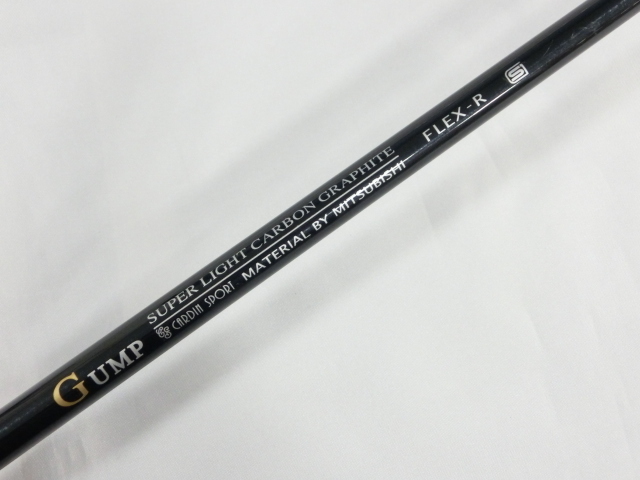 GUMP
SUPER LIGHT CARBON GRAPHITE
CARDIN SPORT MATERIAL BY MITSUBISHI
FLEX-R
S